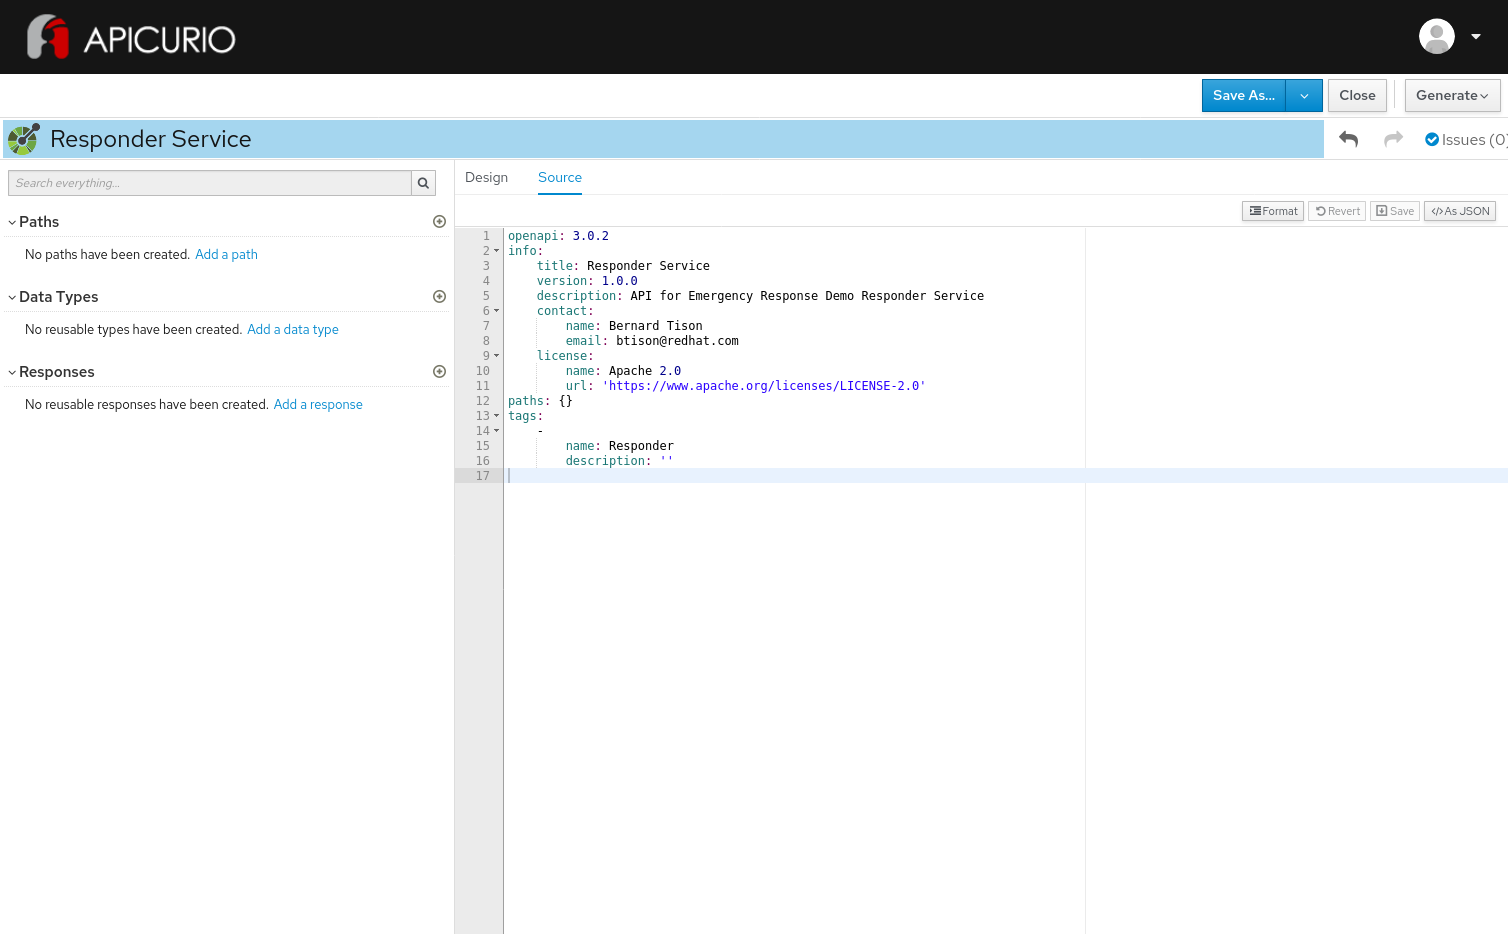 APICURIO
Save As...
Close
Generate
Responder Service
Issues (0)
Search everything...
Paths
No paths have been created. Add a path
Data Types
No reusable types have been created. Add a data type
Responses
No reusable responses have been created. Add a response
Design Source
Format Revert Save As JSON
1 openapi: 3.0.2
2 info:
3 title: Responder Service
4 version: 1.0.0
5 description: API for Emergency Response Demo Responder Service
6 contact:
7 name: Bernard Tison
8 email: btison@redhat.com
9 license:
10 name: Apache 2.0
11 url: 'https://www.apache.org/licenses/LICENSE-2.0'
12 paths: {}
13 tags:
14 -
15 name: Responder
16 description: ''
17